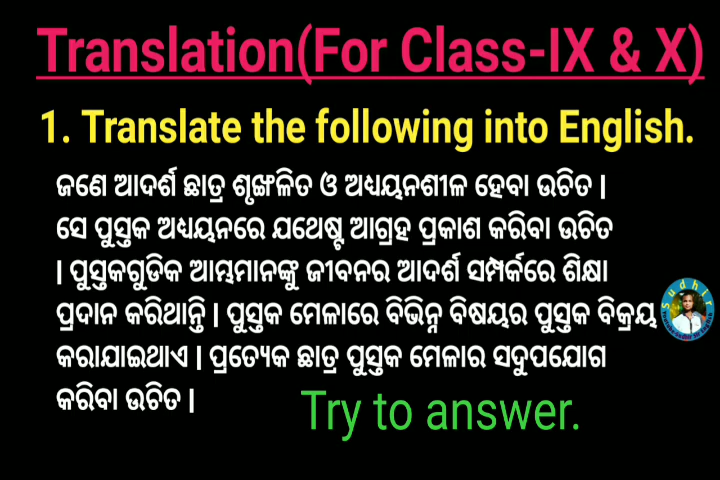 Translation(For Class-IX & X)
1. Translate the following into English.
ଜଣେ ଆଦର୍ଶ ଛାତ୍ର ଶୃଙ୍ଖଳିତ ଓ ଅଧ୍ୟୟନଶୀଳ ହେବା ଉଚିତ |
ସେ ପୁସ୍ତକ ଅଧ୍ୟୟନରେ ଯଥେଷ୍ଟ ଆଗ୍ରହ ପ୍ରକାଶ କରିବା ଉଚିତ
| ପୁସ୍ତକଗୁଡିକ ଆମ୍ଭମାନଙ୍କୁ ଜୀବନର ଆଦର୍ଶ ସମ୍ପର୍କରେ ଶିକ୍ଷା
ପ୍ରଦାନ କରିଥାନ୍ତି | ପୁସ୍ତକ ମେଳାରେ ବିଭିନ୍ନ ବିଷୟର ପୁସ୍ତକ ବିକ୍ରୟ
କରାଯାଇଥାଏ | ପ୍ରତ୍ୟେକ ଛାତ୍ର ପୁସ୍ତକ ମେଳାର ସଦୁପଯୋଗ
କରିବା ଉଚିତ |
Try to answer.
Sudhir